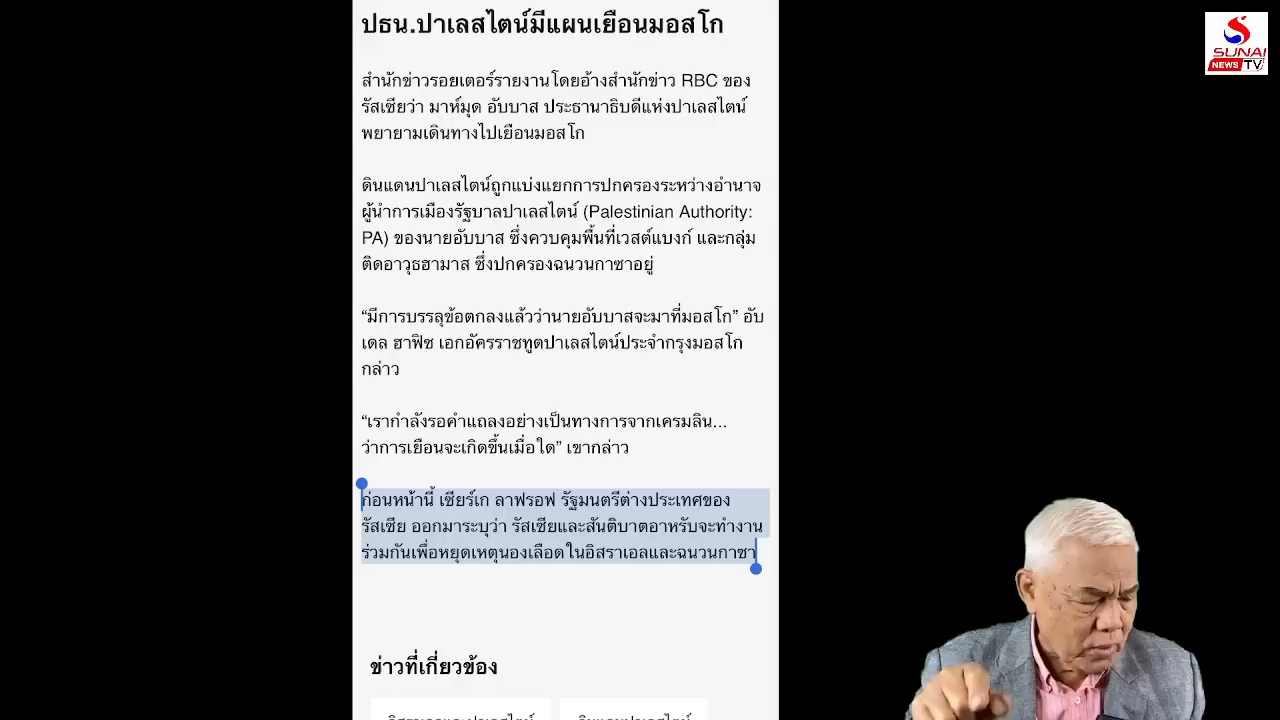 ปธน.ปาเลสไตน์มีแผนเยือนมอสโก
สำนักข่าวรอยเตอร์รายงานโดยอ้างสำนักข่าว RBC ของ
รัสเซียว่า มาห์มุด อับบาส ประธานาธิบดีแห่งปาเลสไตน์
พยายามเดินทางไปเยือนมอสโก
ดินแดนปาเลสไตน์ถูกแบ่งแยกการปกครองระหว่างอำนาจ
ผู้นำการเมืองรัฐบาลปาเลสไตน์ (Palestinian Authority:
PA) ของนายอับบาส ซึ่งควบคุมพื้นที่เวสต์แบงก์ และกลุ่ม
ติดอาวุธฮามาส ซึ่งปกครองฉนวนกาซาอยู่
“มีการบรรลุข้อตกลงแล้วว่านายอับบาสจะมาที่มอสโก” อับ
เดล ฮาฟิซ เอกอัครราชทูตปาเลสไตน์ประจำกรุงมอสโก
กล่าว
“เรากำลังรอคำแถลงอย่างเป็นทางการจากเครมลิน...
ว่าการเยือนจะเกิดขึ้นเมื่อใด” เขากล่าว
ก่อนหน้านี้ เซียร์เก ลาฟรอฟ รัฐมนตรีต่างประเทศของ
รัสเซีย ออกมาระบุว่า รัสเซียและสันติบาตอาหรับจะทำงาน
ร่วมกันเพื่อหยุดเหตุนองเลือดในอิสราเอลและฉนวนกาซา
ข่าวที่เกี่ยวข้อง
SUNAI
NEWS TV